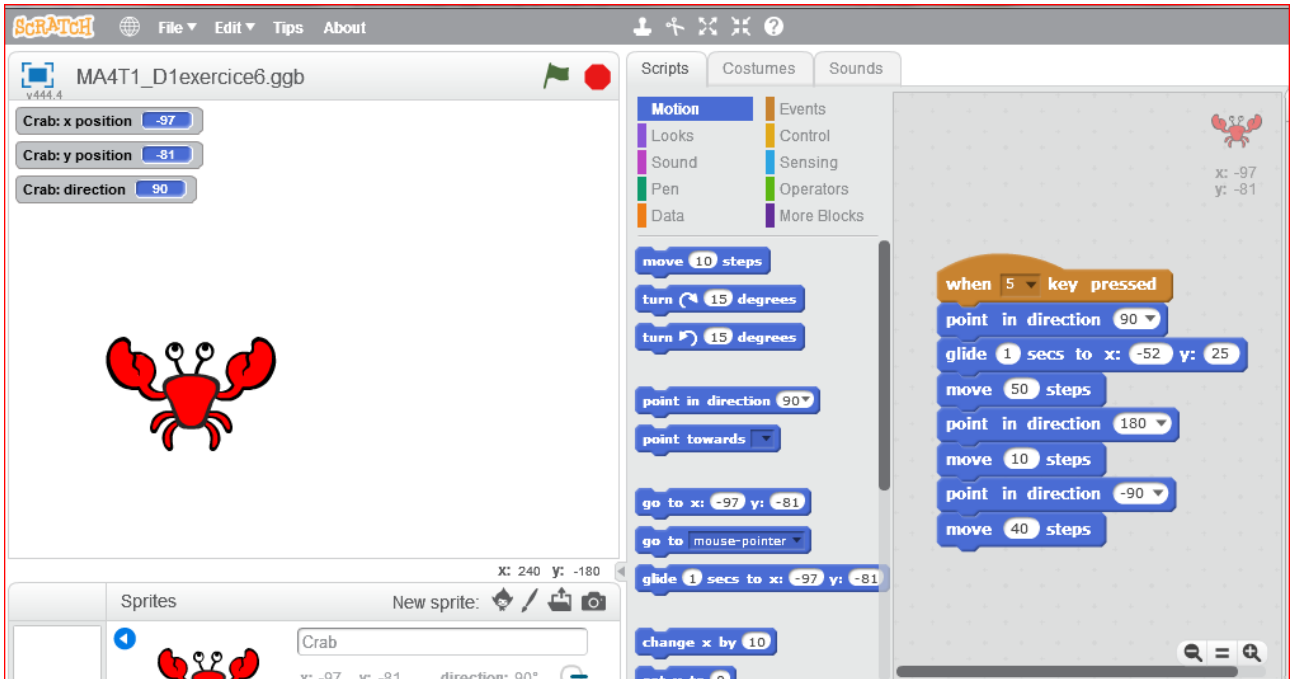 SCRATCH File Edit Tips About
MA4T1_D1exercice6.ggb
v444.4
Crab: x position -97
Crab: y position -81
Crab: direction 90
X: 240 y: -180
Sprites New sprite:
Crab
x: -97 y: -81 direction: 90°
Scripts Costumes Sounds
Motion Events
Looks Control
Sound Sensing
Pen Operators
Data More Blocks
move 10 steps
turn 15 degrees
turn 15 degrees
point in direction 90
point towards
go to x: -97 y: -81
go to mouse-pointer
glide 1 secs to x: -97 y: -81
change x by 10
x: -97
y: -81
when 5 key pressed
point in direction 90
glide 1 secs to x: -52 y: 25
move 50 steps
point in direction 180
move 10 steps
point in direction -90
move 40 steps